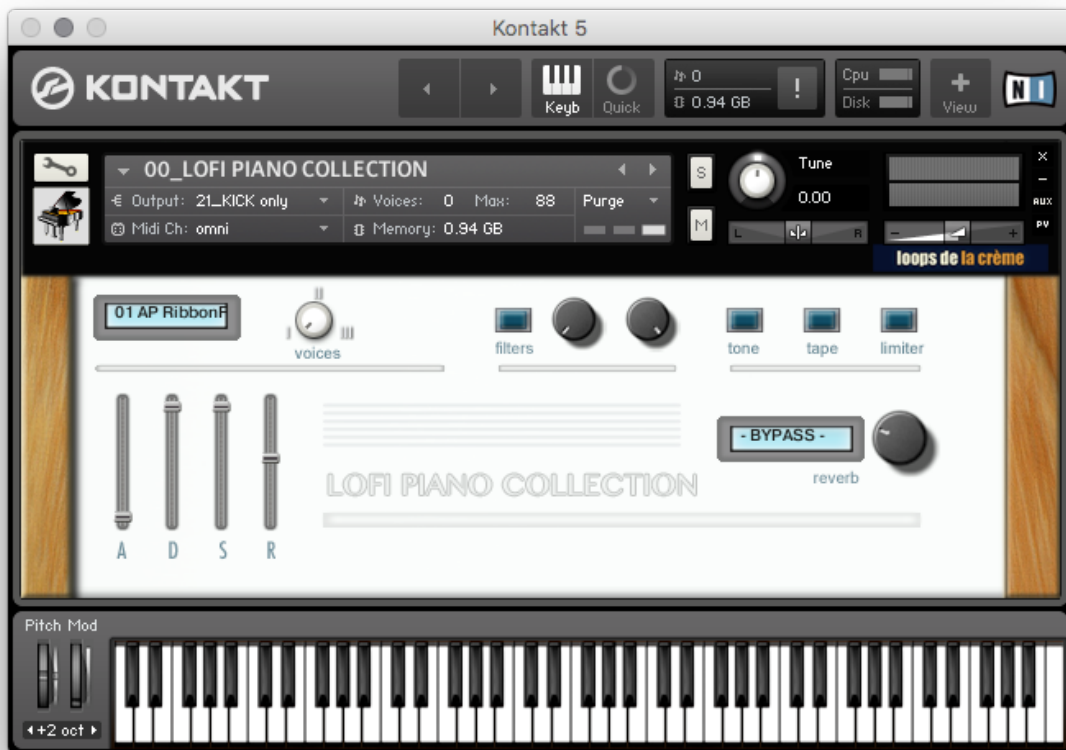 Kontakt 5
KONTAKT
Keyb
Quick
0
0.94 GB
!
Cpu
Disk
+
View
NI
00_LOFI PIANO COLLECTION
Output: 21_KICK only
Voices: 0 Max: 88
Purge
Midi Ch: omni
Memory: 0.94 GB
S
M
Tune
0.00
L R
- +
×
-
AUX
PV
loops de la crème
01 AP RibbonF
I II III
voices
filters
tone
tape
limiter
- BYPASS -
reverb
LOFI PIANO COLLECTION
A D S R
Pitch Mod
+2 oct